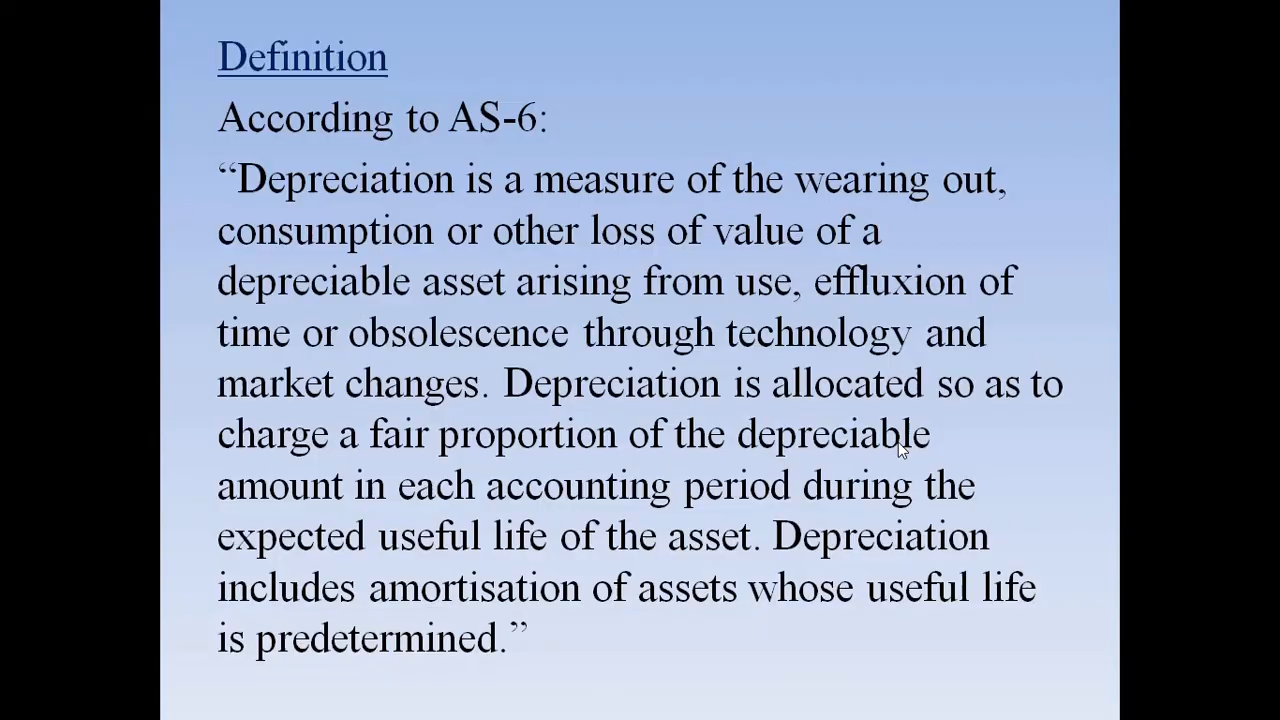 Definition
According to AS-6:
“Depreciation is a measure of the wearing out,
consumption or other loss of value of a
depreciable asset arising from use, effluxion of
time or obsolescence through technology and
market changes. Depreciation is allocated so as to
charge a fair proportion of the depreciable
amount in each accounting period during the
expected useful life of the asset. Depreciation
includes amortisation of assets whose useful life
is predetermined.”